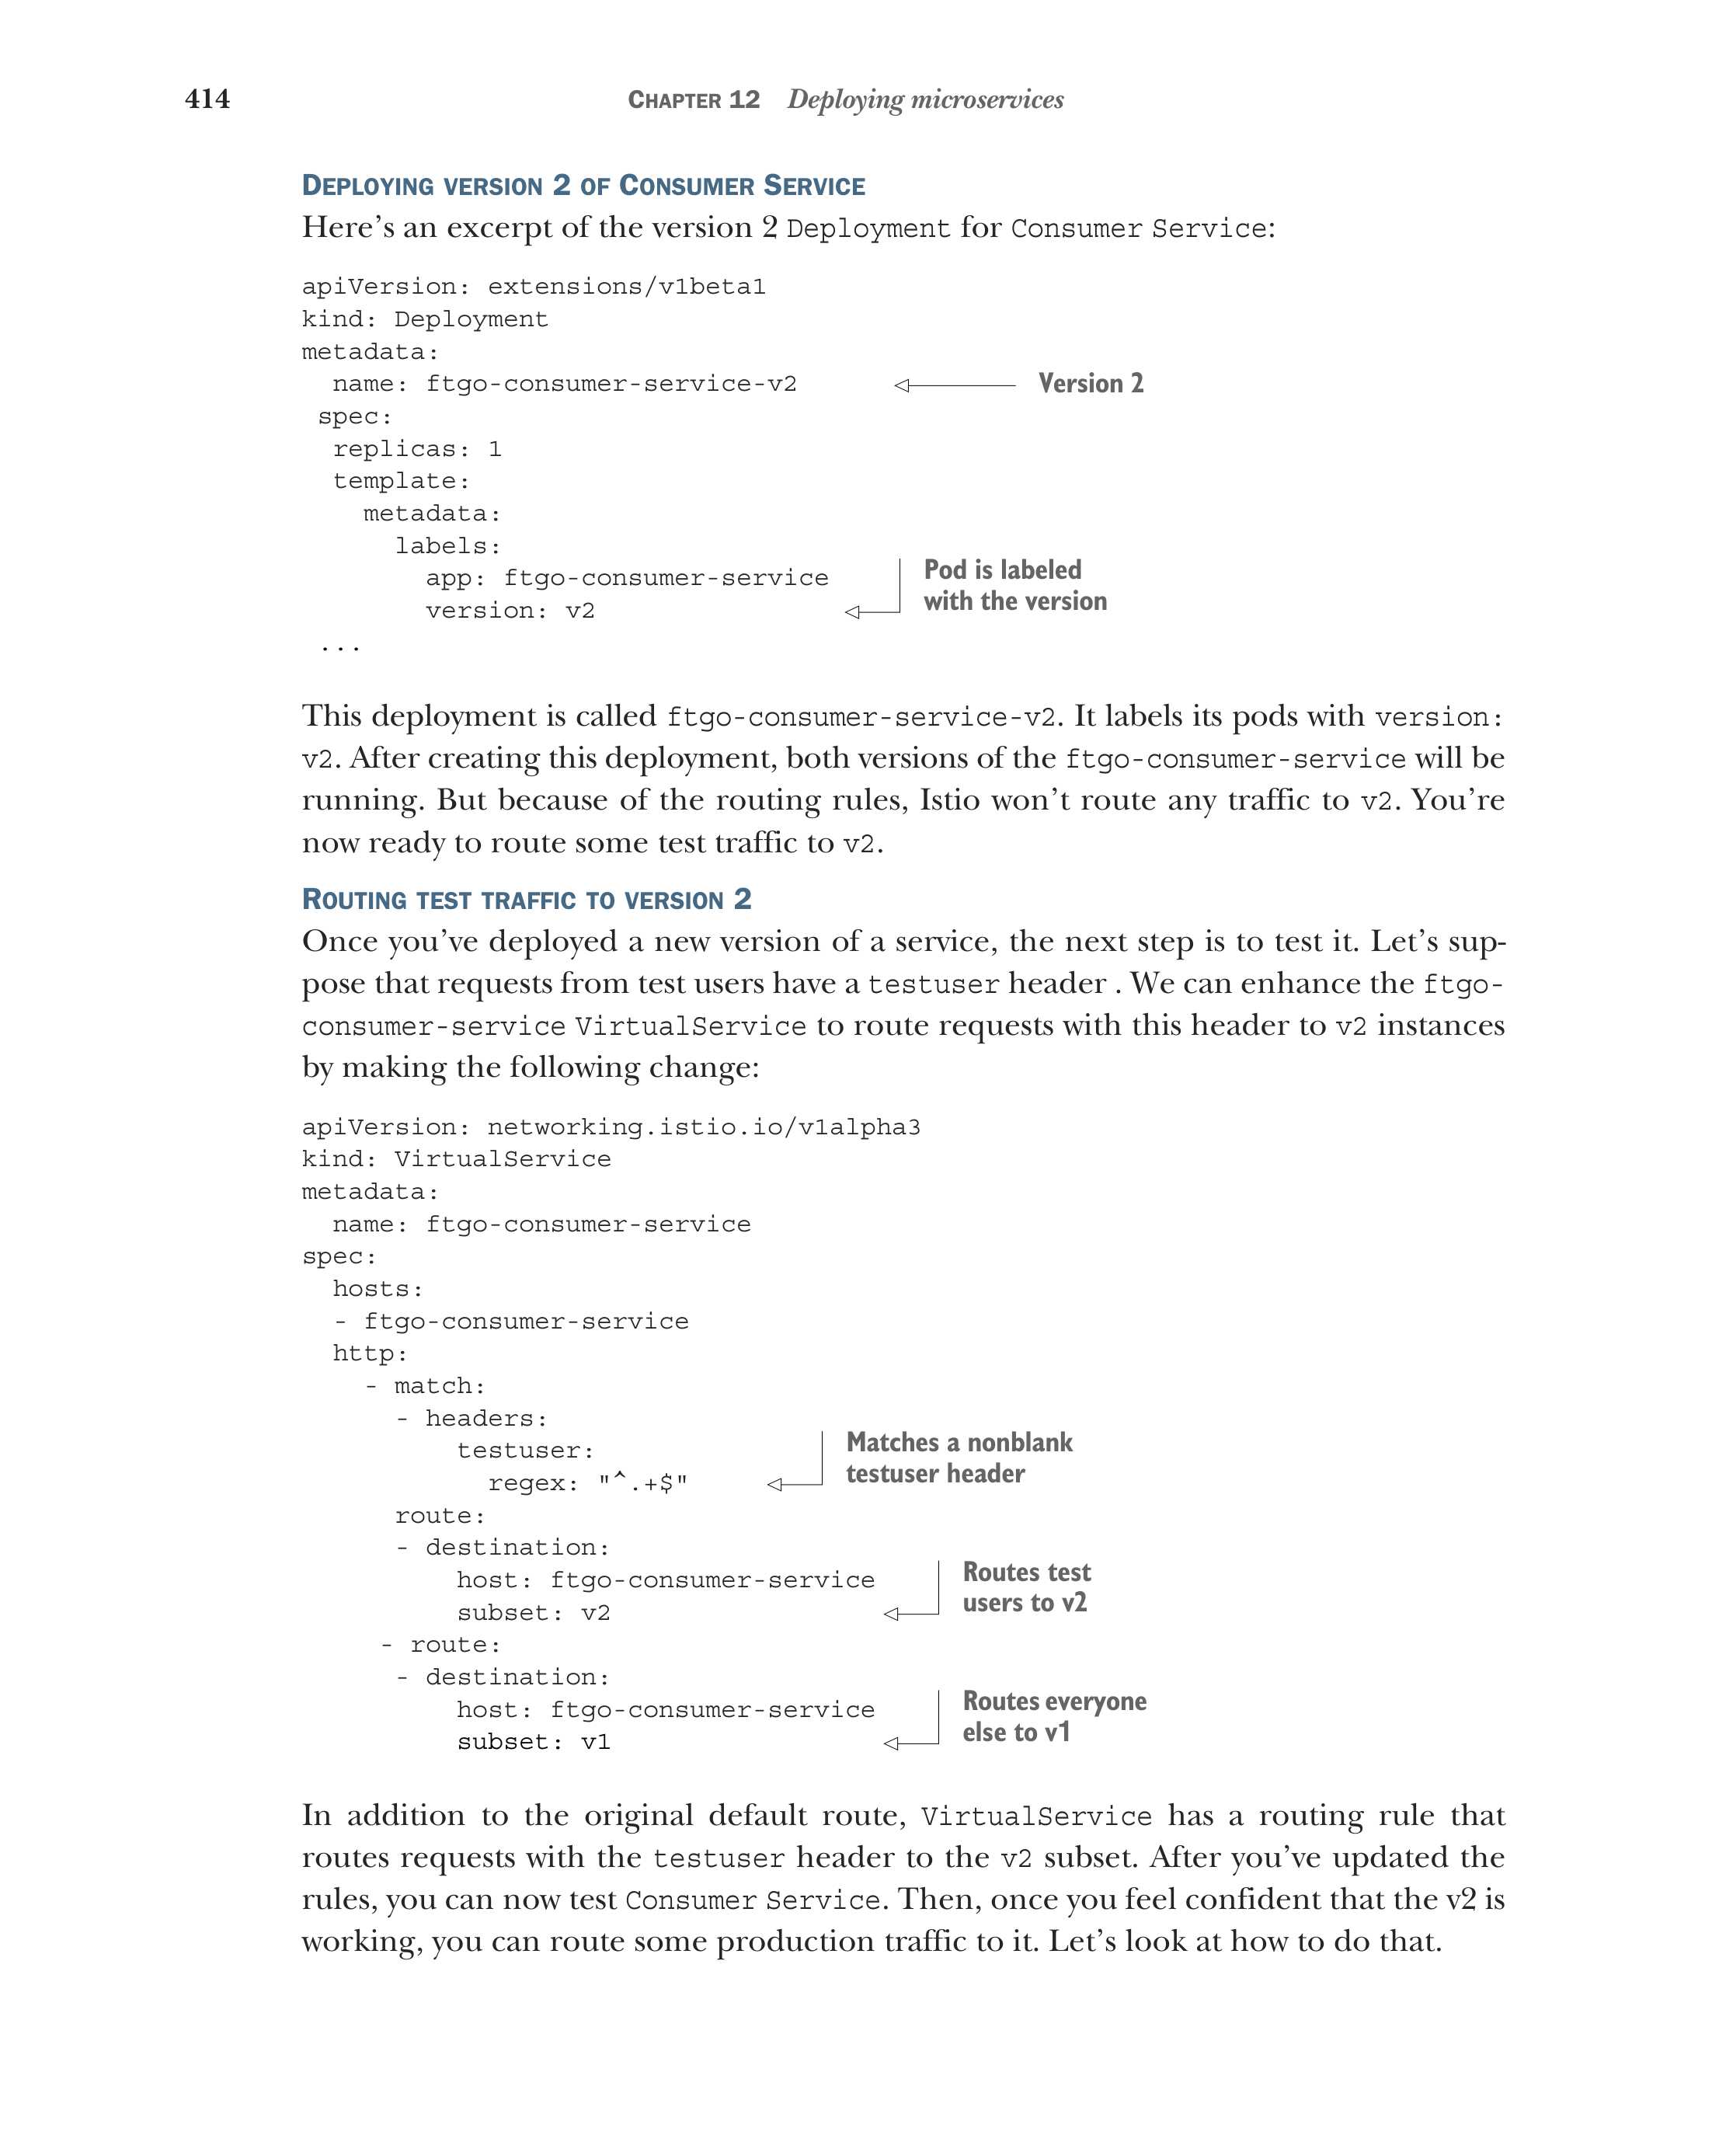 414
CHAPTER 12 Deploying microservices
DEPLOYING VERSION 2 OF CONSUMER SERVICE
Here’s an excerpt of the version 2 Deployment for Consumer Service:
apiVersion: extensions/v1beta1
kind: Deployment
metadata:
  name: ftgo-consumer-service-v2
Version 2
 spec:
  replicas: 1
  template:
    metadata:
      labels:
        app: ftgo-consumer-service
        version: v2
Pod is labeled
with the version
 ...
This deployment is called ftgo-consumer-service-v2. It labels its pods with version:
v2. After creating this deployment, both versions of the ftgo-consumer-service will be
running. But because of the routing rules, Istio won’t route any traffic to v2. You’re
now ready to route some test traffic to v2.
ROUTING TEST TRAFFIC TO VERSION 2
Once you’ve deployed a new version of a service, the next step is to test it. Let’s sup-
pose that requests from test users have a testuser header . We can enhance the ftgo-
consumer-service VirtualService to route requests with this header to v2 instances
by making the following change:
apiVersion: networking.istio.io/v1alpha3
kind: VirtualService
metadata:
  name: ftgo-consumer-service
spec:
  hosts:
  - ftgo-consumer-service
  http:
    - match:
      - headers:
          testuser:
            regex: "^.+$"
Matches a nonblank
testuser header
      route:
      - destination:
          host: ftgo-consumer-service
          subset: v2
Routes test
users to v2
     - route:
      - destination:
          host: ftgo-consumer-service
          subset: v1
Routes everyone
else to v1
In addition to the original default route, VirtualService has a routing rule that
routes requests with the testuser header to the v2 subset. After you’ve updated the
rules, you can now test Consumer Service. Then, once you feel confident that the v2 is
working, you can route some production traffic to it. Let’s look at how to do that.